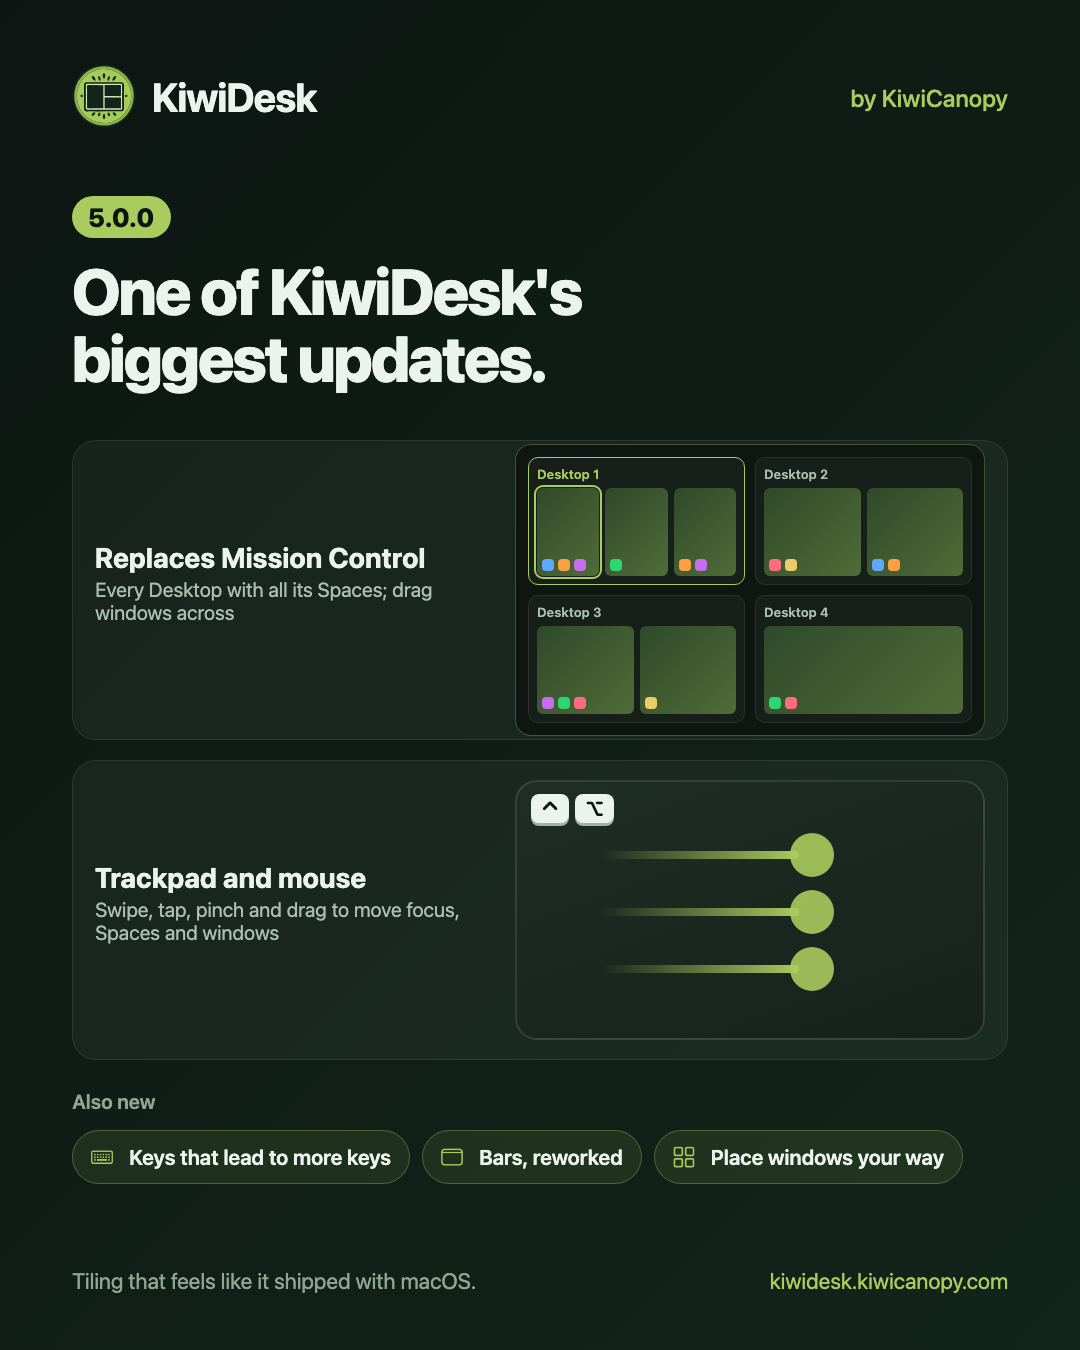 KiwiDesk
by KiwiCanopy
5.0.0
One of KiwiDesk's
biggest updates.
Replaces Mission Control
Every Desktop with all its Spaces; drag
windows across
Desktop 1
Desktop 2
Desktop 3
Desktop 4
Trackpad and mouse
Swipe, tap, pinch and drag to move focus,
Spaces and windows
⌃ ⌥
Also new
Keys that lead to more keys
Bars, reworked
Place windows your way
Tiling that feels like it shipped with macOS.
kiwidesk.kiwicanopy.com